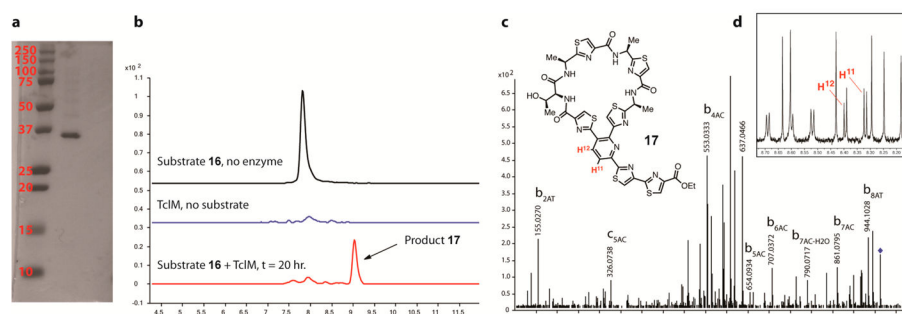 a
250
150
100
75
50
37
25
20
15
10
b
x10 ²
1.1
1.0
0.8
0.6
Substrate 16, no enzyme
0.4
TclM, no substrate
0.2
Product 17
Substrate 16 + TclM, t = 20 hr.
0
4.5 5 5.5 6 6.5 7 7.5 8 8.5 9 9.5 10 10.5 11 11.5
c
x10 ²
6.5
6.0
5.5
5.0
4.5
4.0
3.5
3.0
2.5
2.0
1.5
1.0
0.5
0
b2AT
155.0270
c5AC
326.0738
b4AC
553.0333
637.0466
b5AC
654.0934
b6AC
707.0372
b7AC-H2O
790.0717
b7AC
861.0795
b8AT
944.1028
17
Me
HO
H12
H11
OEt
d
H12
H11